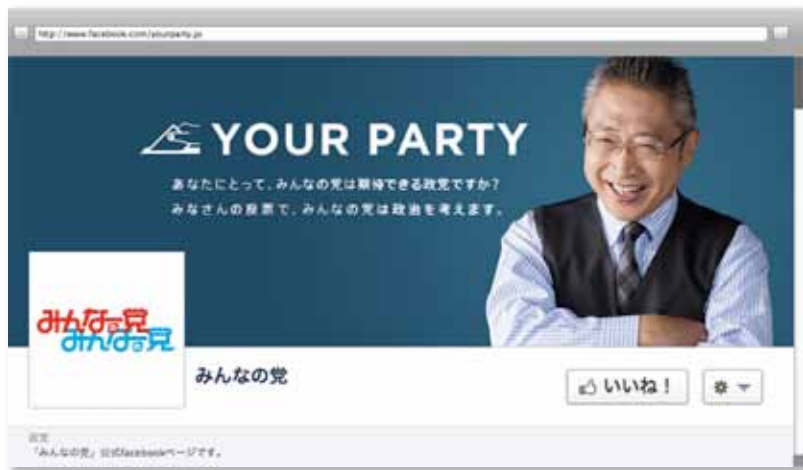 http://www.facebook.com/yourparty.jp
YOUR PARTY
あなたにとって、みんなの党は期待できる政党ですか?
みなさんの投票で、みんなの党は政治を考えます。
みんなの党
みんなの党
みんなの党
いいね!
政党
「みんなの党」公式facebookページです。